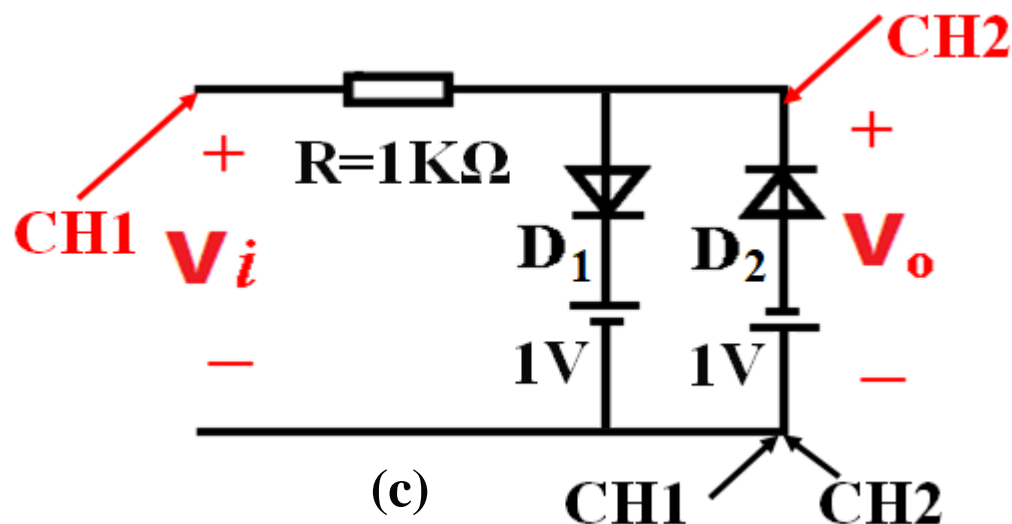 CH2
+
+
R=1KΩ
CH1
Vi
D1
D2
Vo
1V
1V
−
−
(c)
CH1
CH2